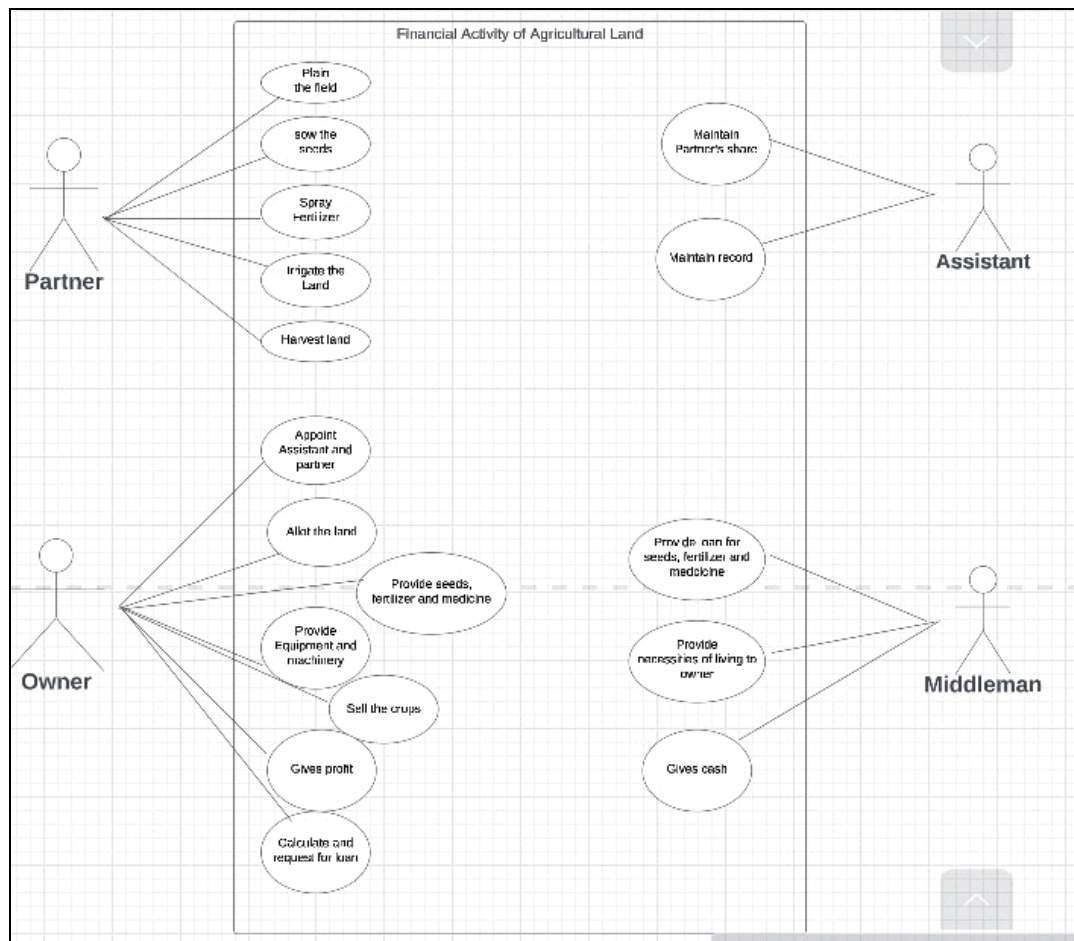 Financial Activity of Agricultural Land
Plain
the field
sow the
seeds
Spray
Fertilizer
Irrigate the
Land
Harvest land
Partner
Maintain
Partner's share
Maintain record
Assistant
Appoint
Assistant and
partner
Allot the land
Provide seeds,
fertilizer and medicine
Provide
Equipment and
machinery
Sell the crops
Gives profit
Calculate and
request for loan
Owner
Provide loan for
seeds, fertilizer and
medcicine
Provide
necessities of living to
owner
Gives cash
Middleman